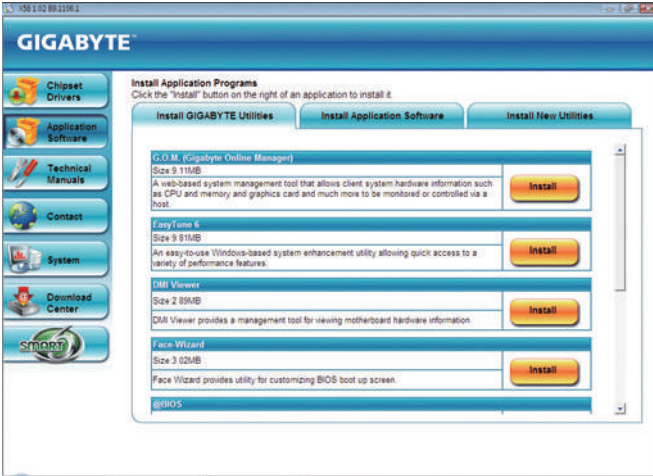 X58 1.02 B9.1106.1
GIGABYTE™
Chipset
Drivers
Application
Software
Technical
Manuals
Contact
System
Download
Center
SMART
Install Application Programs
Click the "Install" button on the right of an application to install it
Install GIGABYTE Utilities
Install Application Software
Install New Utilities
G.O.M. (Gigabyte Online Manager)
Size:9.11MB
A web-based system management tool that allows client system hardware information such
as CPU and memory and graphics card and much more to be monitored or controlled via a
host.
Install
EasyTune 6
Size:9.81MB
An easy-to-use Windows-based system enhancement utility allowing quick access to a
variety of performance features.
Install
DMI Viewer
Size:2.89MB
DMI Viewer provides a management tool for viewing motherboard hardware information
Install
Face-Wizard
Size:3.02MB
Face Wizard provides utility for customizing BIOS boot up screen.
Install
@BIOS